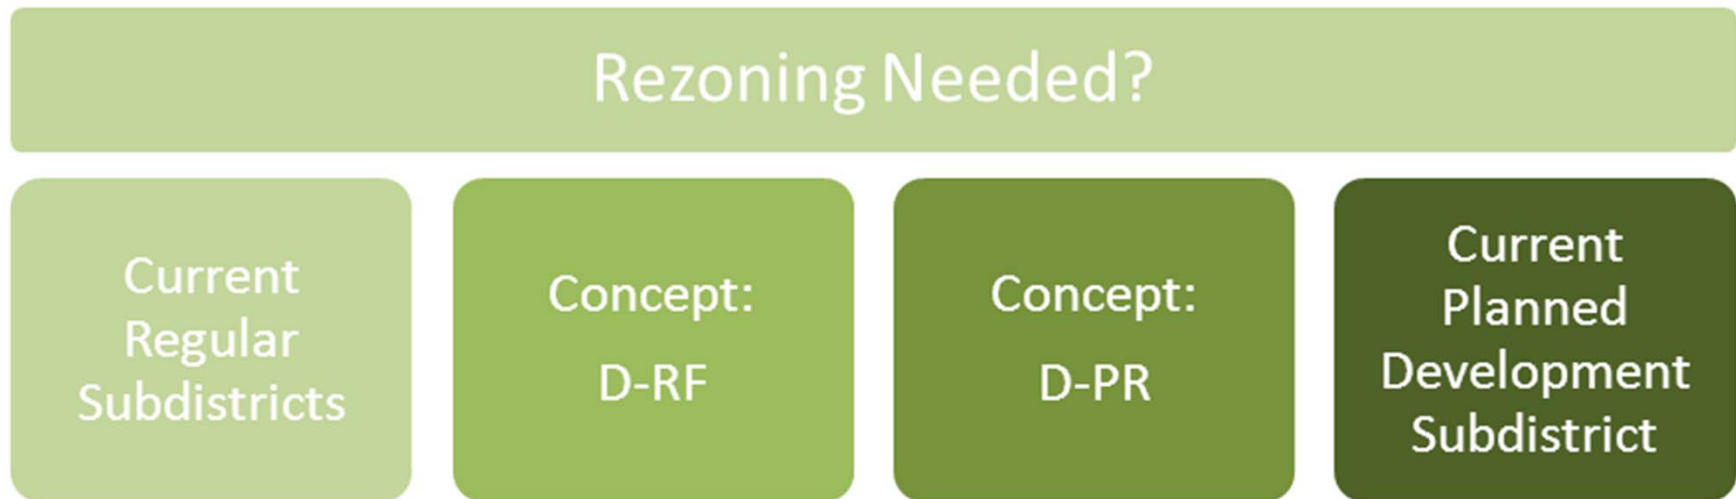 Rezoning Needed?
Current
Regular
Subdistricts
Concept:
D-RF
Concept:
D-PR
Current
Planned
Development
Subdistrict